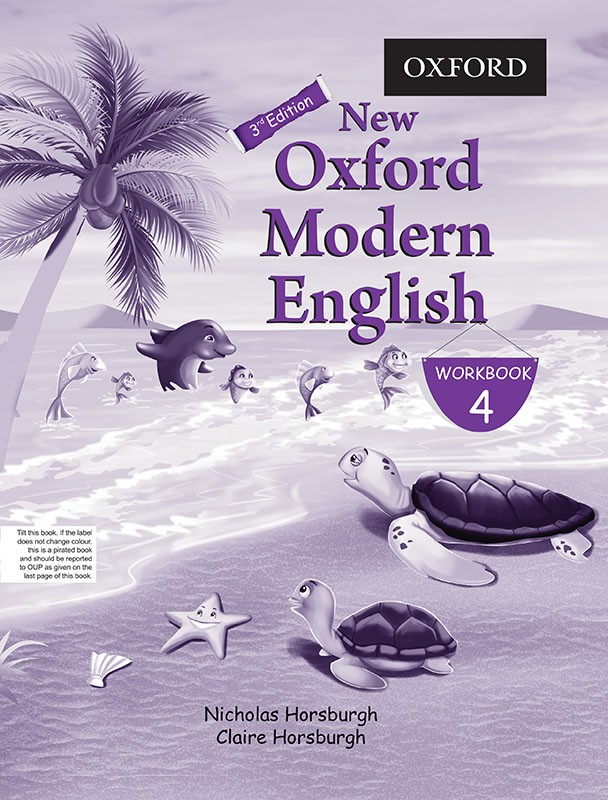 OXFORD
3rd Edition
New
Oxford
Modern
English
WORKBOOK
4
Tilt this book, If the label
does not change colour,
this is a pirated book
and should be reported
to OUP as given on the
last page of this book.
Nicholas Horsburgh
Claire Horsburgh